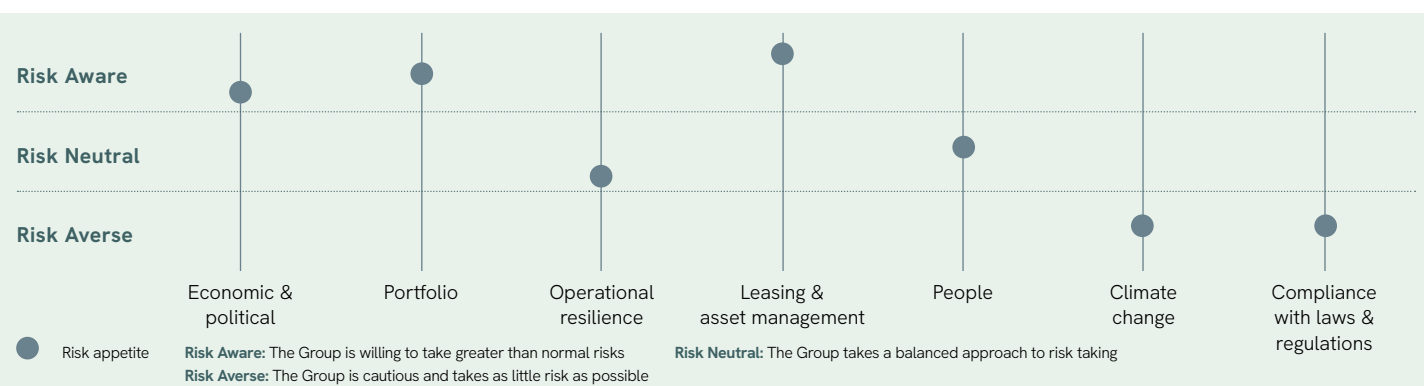 Risk Aware
Risk Neutral
Risk Averse
Economic &
political
Portfolio
Operational
resilience
Leasing &
asset management
People
Climate
change
Compliance
with laws &
regulations
Risk appetite
Risk Aware: The Group is willing to take greater than normal risks
Risk Neutral: The Group takes a balanced approach to risk taking
Risk Averse: The Group is cautious and takes as little risk as possible